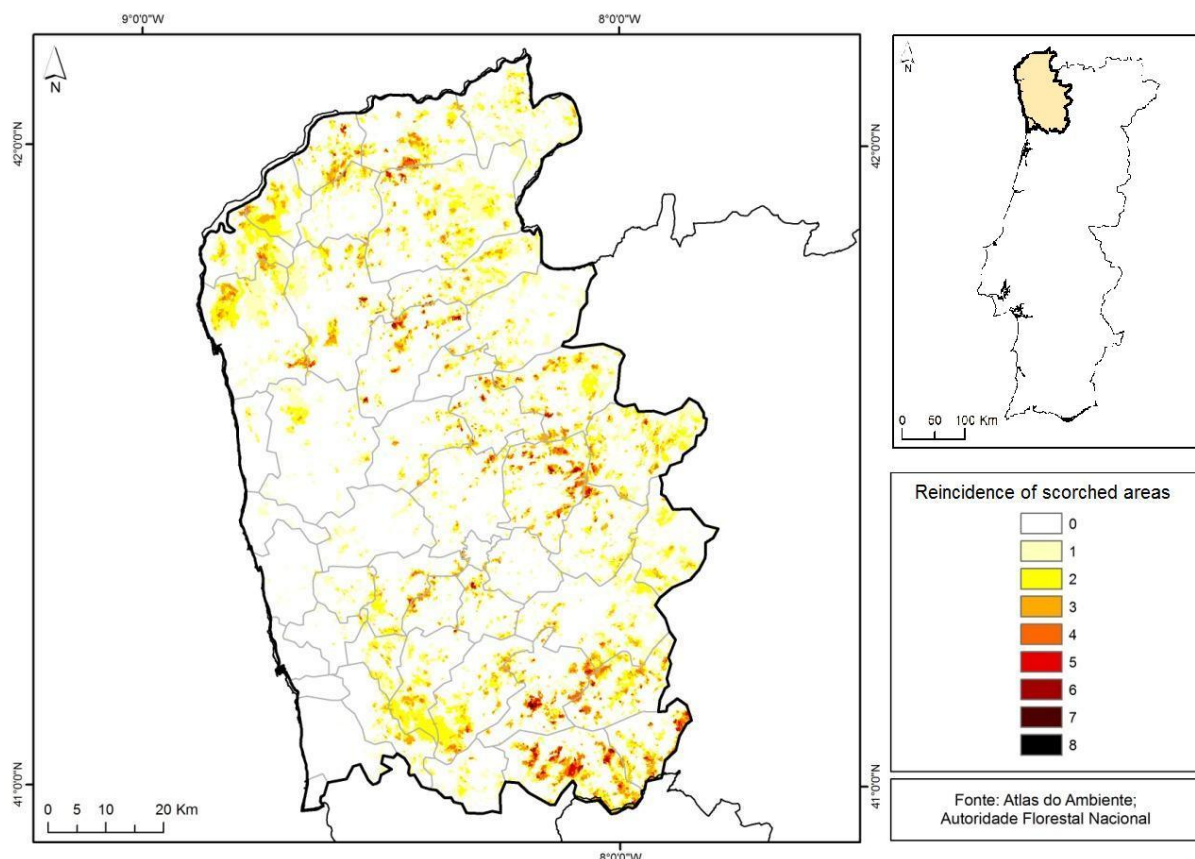 9°0'0"W
8°0'0"W
N
42°0'0"N
41°0'0"N
0 5 10 20 Km
8°0'0"W
42°0'0"N
41°0'0"N
N
0 50 100 Km
Reincidence of scorched areas
0
1
2
3
4
5
6
7
8
Fonte: Atlas do Ambiente;
Autoridade Florestal Nacional